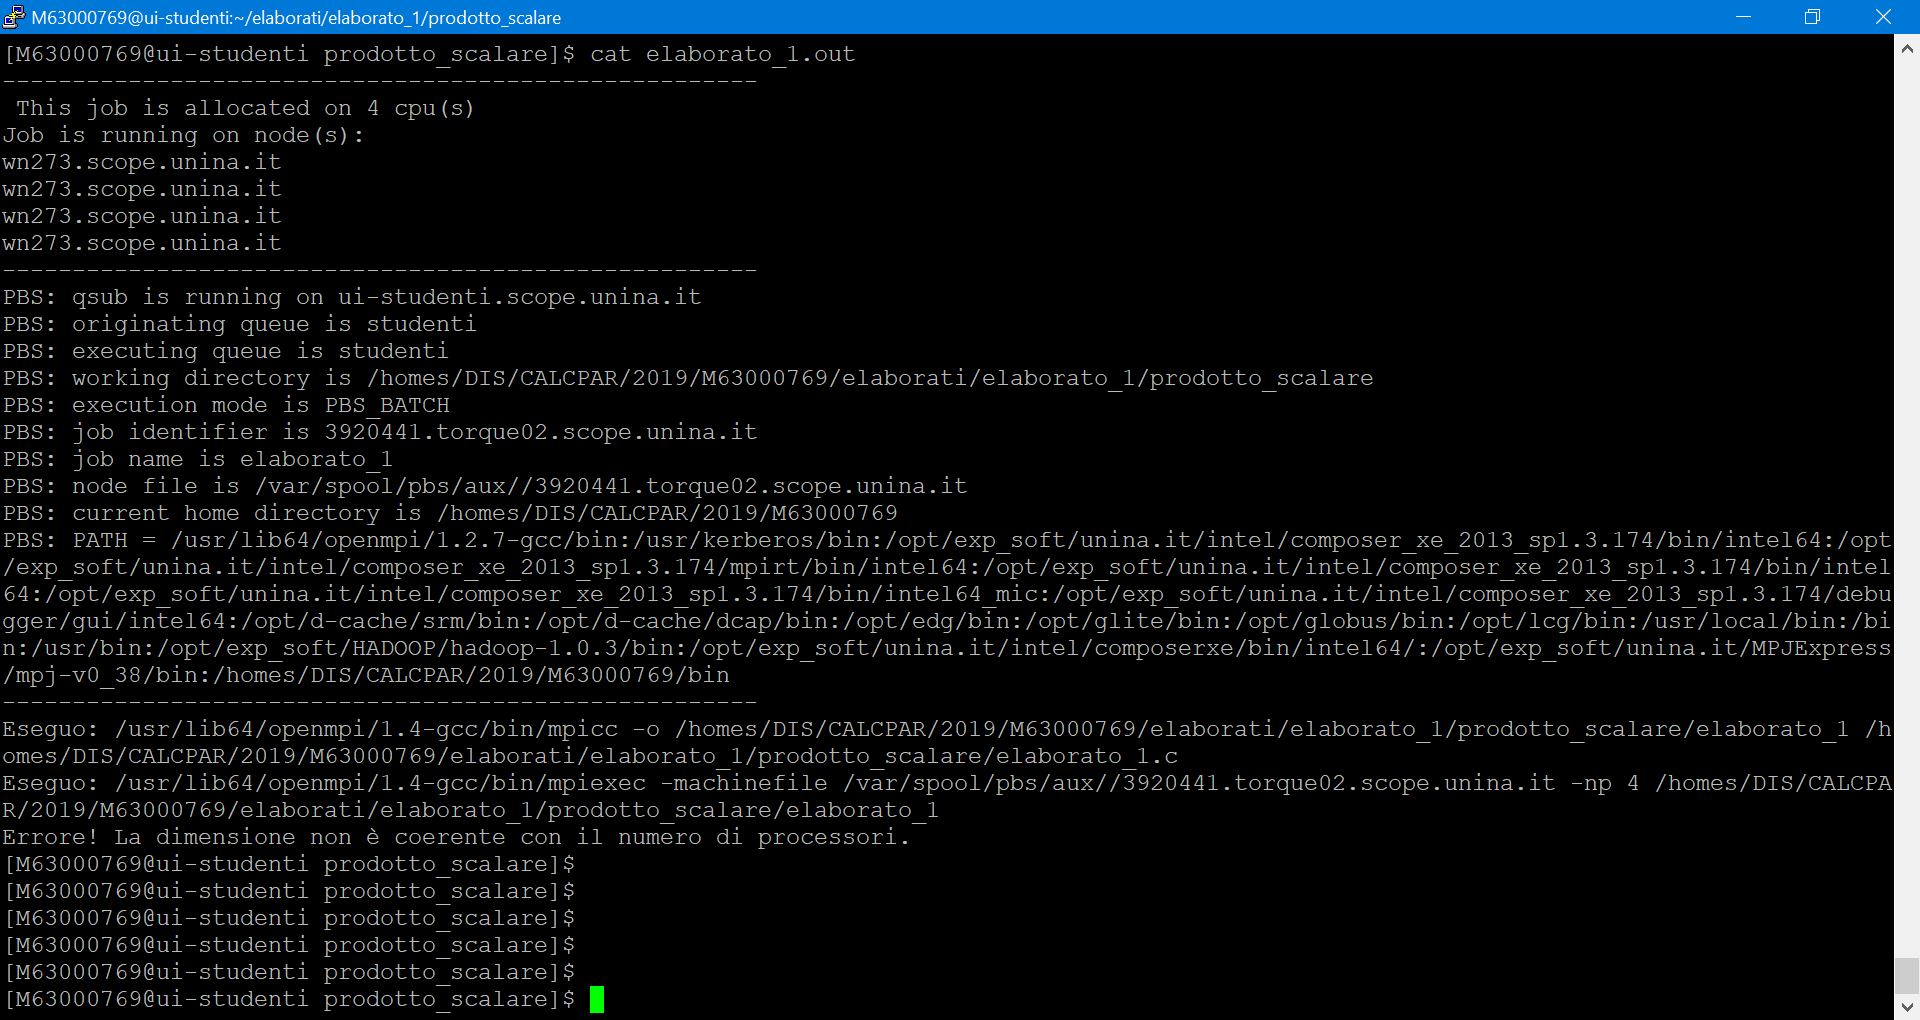 M63000769@ui-studenti:~/elaborati/elaborato_1/prodotto_scalare
[M63000769@ui-studenti prodotto_scalare]$ cat elaborato_1.out
------------------------------------------------------
 This job is allocated on 4 cpu(s)
Job is running on node(s):
wn273.scope.unina.it
wn273.scope.unina.it
wn273.scope.unina.it
wn273.scope.unina.it
------------------------------------------------------
PBS: qsub is running on ui-studenti.scope.unina.it
PBS: originating queue is studenti
PBS: executing queue is studenti
PBS: working directory is /homes/DIS/CALCPAR/2019/M63000769/elaborati/elaborato_1/prodotto_scalare
PBS: execution mode is PBS_BATCH
PBS: job identifier is 3920441.torque02.scope.unina.it
PBS: job name is elaborato_1
PBS: node file is /var/spool/pbs/aux//3920441.torque02.scope.unina.it
PBS: current home directory is /homes/DIS/CALCPAR/2019/M63000769
PBS: PATH = /usr/lib64/openmpi/1.2.7-gcc/bin:/usr/kerberos/bin:/opt/exp_soft/unina.it/intel/composer_xe_2013_sp1.3.174/bin/intel64:/opt
/exp_soft/unina.it/intel/composer_xe_2013_sp1.3.174/mpirt/bin/intel64:/opt/exp_soft/unina.it/intel/composer_xe_2013_sp1.3.174/bin/intel
64:/opt/exp_soft/unina.it/intel/composer_xe_2013_sp1.3.174/bin/intel64_mic:/opt/exp_soft/unina.it/intel/composer_xe_2013_sp1.3.174/debu
gger/gui/intel64:/opt/d-cache/srm/bin:/opt/d-cache/dcap/bin:/opt/edg/bin:/opt/glite/bin:/opt/globus/bin:/opt/lcg/bin:/usr/local/bin:/bi
n:/usr/bin:/opt/exp_soft/HADOOP/hadoop-1.0.3/bin:/opt/exp_soft/unina.it/intel/composerxe/bin/intel64/:/opt/exp_soft/unina.it/MPJExpress
/mpj-v0_38/bin:/homes/DIS/CALCPAR/2019/M63000769/bin
------------------------------------------------------
Eseguo: /usr/lib64/openmpi/1.4-gcc/bin/mpicc -o /homes/DIS/CALCPAR/2019/M63000769/elaborati/elaborato_1/prodotto_scalare/elaborato_1 /h
omes/DIS/CALCPAR/2019/M63000769/elaborati/elaborato_1/prodotto_scalare/elaborato_1.c
Eseguo: /usr/lib64/openmpi/1.4-gcc/bin/mpiexec -machinefile /var/spool/pbs/aux//3920441.torque02.scope.unina.it -np 4 /homes/DIS/CALCPA
R/2019/M63000769/elaborati/elaborato_1/prodotto_scalare/elaborato_1
Errore! La dimensione non è coerente con il numero di processori.
[M63000769@ui-studenti prodotto_scalare]$
[M63000769@ui-studenti prodotto_scalare]$
[M63000769@ui-studenti prodotto_scalare]$
[M63000769@ui-studenti prodotto_scalare]$
[M63000769@ui-studenti prodotto_scalare]$
[M63000769@ui-studenti prodotto_scalare]$